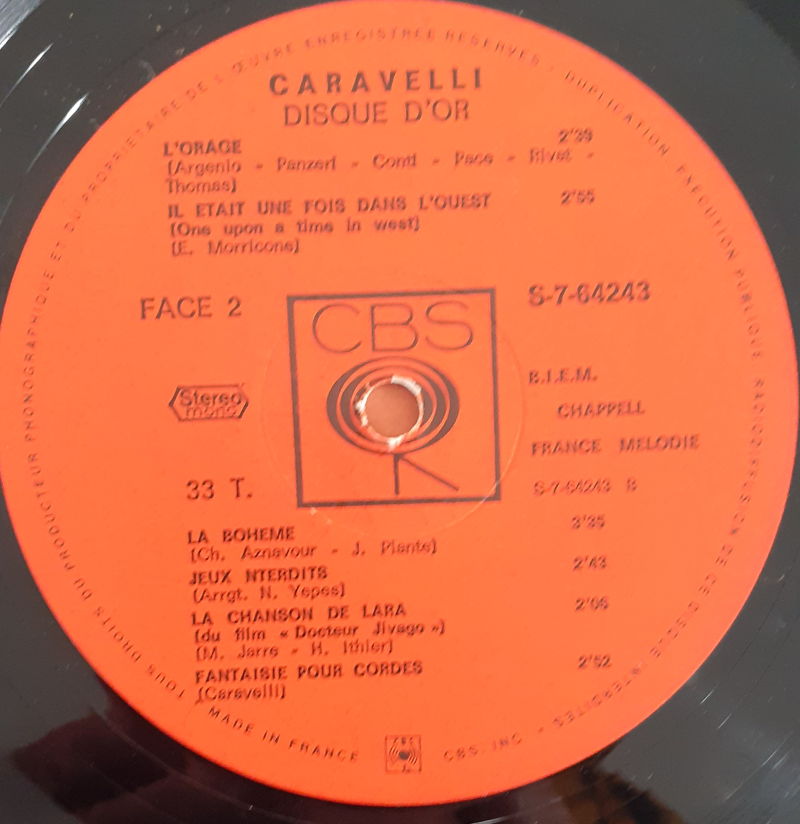 TOUS DROITS DU PRODUCTEUR PHONOGRAPHIQUE ET DU PROPRIETAIRE DE L'ŒUVRE ENREGISTREE RESERVES - DUPLICATION EXECUTION PUBLIQUE RADIODIFFUSION DE CE DISQUE INTERDITES -
CARAVELLI
DISQUE D'OR
L'ORAGE 2'39
(Argenio - Panzeri - Conti - Pace - Rivat -
Thomas)
IL ETAIT UNE FOIS DANS L'OUEST 2'55
(One upon a time in west)
(E. Morricone)
FACE 2
S-7-64243
CBS
B.I.E.M.
Stereo
mono
CHAPPELL
FRANCE MELODIE
33 T.
S-7-64243 B
LA BOHEME 2'35
(Ch. Aznavour - J. Plante)
JEUX NTERDITS 2'43
(Arrgt. N. Yepes)
LA CHANSON DE LARA 2'06
(du film « Docteur Jivago »)
(M. Jarre - H. Ithier)
FANTAISIE POUR CORDES 2'52
(Caravelli)
MADE IN FRANCE
CBS
CBS. INC